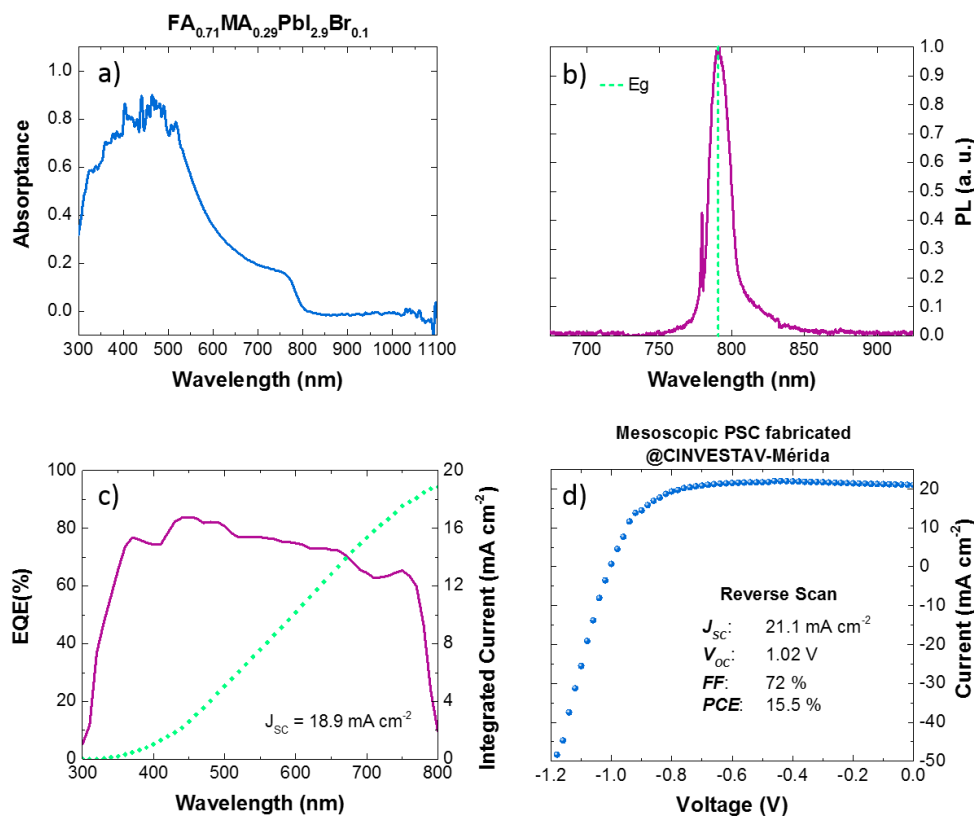 FA0.71MA0.29PbI2.9Br0.1
a)
Absorptance
1.0
0.8
0.6
0.4
0.2
0.0
300 400 500 600 700 800 900 1000 1100
Wavelength (nm)
b)
Eg
PL (a. u.)
1.0
0.9
0.8
0.7
0.6
0.5
0.4
0.3
0.2
0.1
0.0
700 750 800 850 900
Wavelength (nm)
c)
EQE(%)
100
80
60
40
20
0
Integrated Current (mA cm-2)
20
16
12
8
4
0
JSC = 18.9 mA cm-2
300 400 500 600 700 800
Wavelength (nm)
Mesoscopic PSC fabricated
@CINVESTAV-Mérida
d)
Reverse Scan
Jsc: 21.1 mA cm-2
Voc: 1.02 V
FF: 72 %
PCE: 15.5 %
Current (mA cm-2)
20
10
0
-10
-20
-30
-40
-50
-1.2 -1.0 -0.8 -0.6 -0.4 -0.2 0.0
Voltage (V)